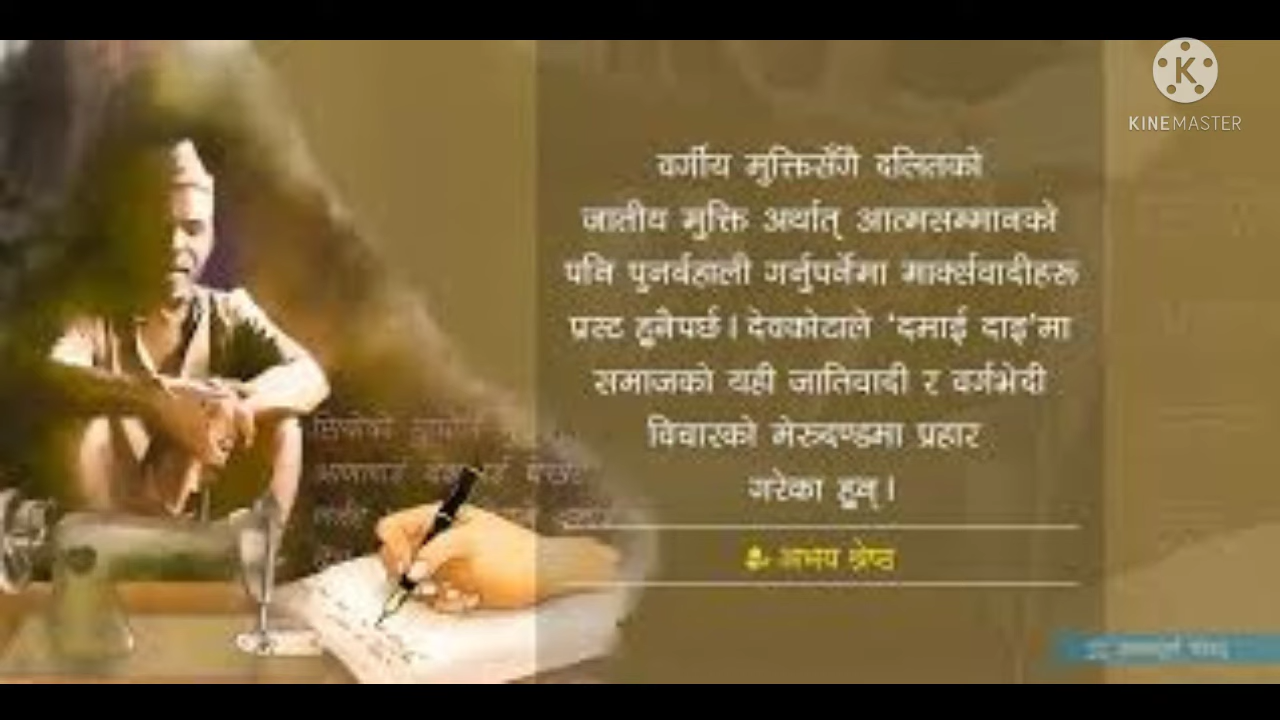 वर्गीय मुक्तिसँगै दलितको
जातीय मुक्ति अर्थात् आत्मसम्मानको
पनि पुनर्बहाली गर्नुपर्नेमा मार्क्सवादीहरू
प्रस्ट हुनैपर्छ । देवकोटाले 'दमाई दाइ'मा
समाजको यही जातिवादी र वर्गभेदी
विचारको मेरुदण्डमा प्रहार
गरेका हुन् ।
अभय श्रेष्ठ
K
KINEMASTER